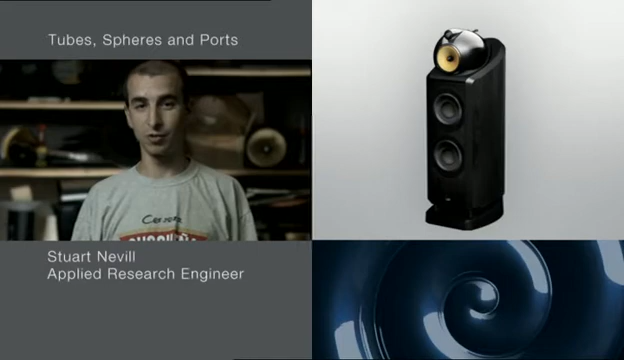 Tubes, Spheres and Ports
Stuart Nevill
Applied Research Engineer